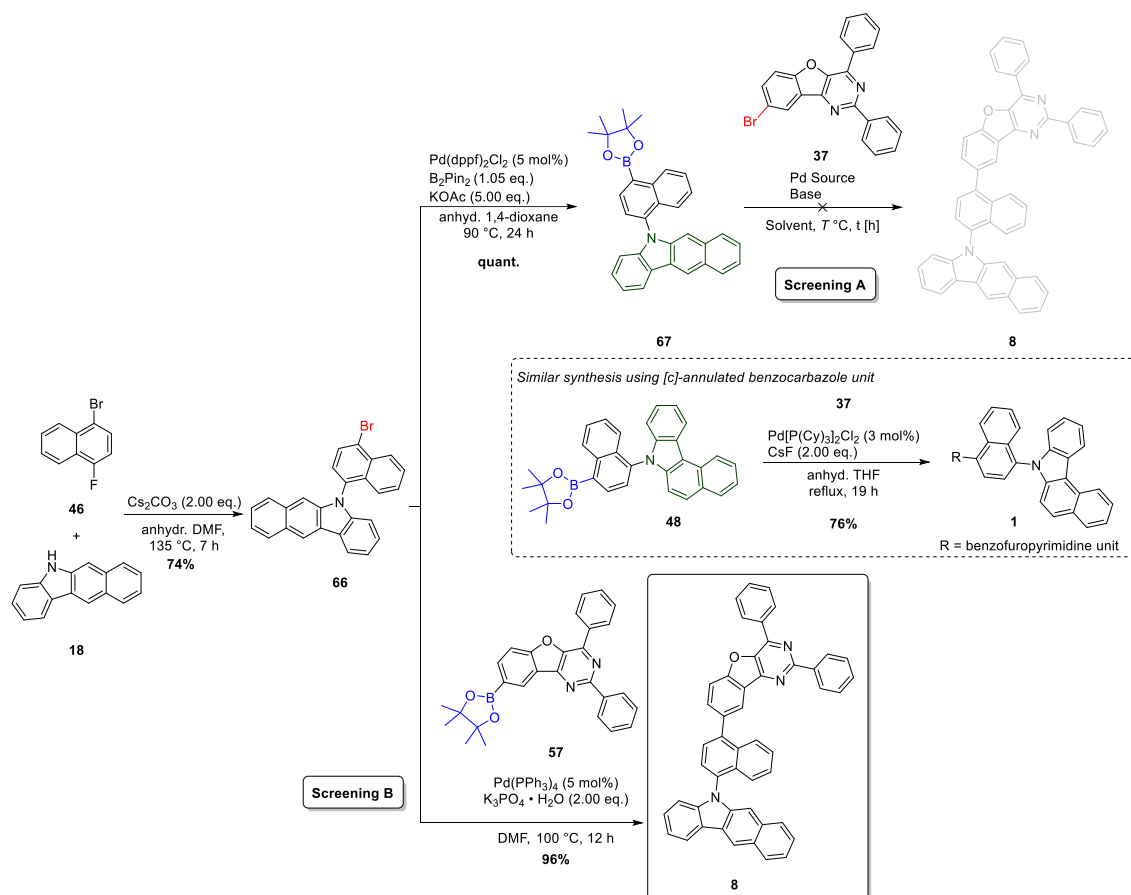 Br
F
46
+
H
N
18
Cs2CO3 (2.00 eq.)
anhydr. DMF,
135 °C, 7 h
74%
Br
N
66
Pd(dppf)2Cl2 (5 mol%)
B2Pin2 (1.05 eq.)
KOAc (5.00 eq.)
anhyd. 1,4-dioxane
90 °C, 24 h
quant.
O
O
B
N
67
O
N
N
Br
37
Pd Source
Base
Solvent, T °C, t [h]
Screening A
O
N
N
N
8
Similar synthesis using [c]-annulated benzocarbazole unit
O
B
O
N
48
37
Pd[P(Cy)3]2Cl2 (3 mol%)
CsF (2.00 eq.)
anhyd. THF
reflux, 19 h
76%
R
N
1
R = benzofuropyrimidine unit
Screening B
O
N
N
O
B
O
57
Pd(PPh3)4 (5 mol%)
K3PO4 • H2O (2.00 eq.)
DMF, 100 °C, 12 h
96%
O
N
N
N
8